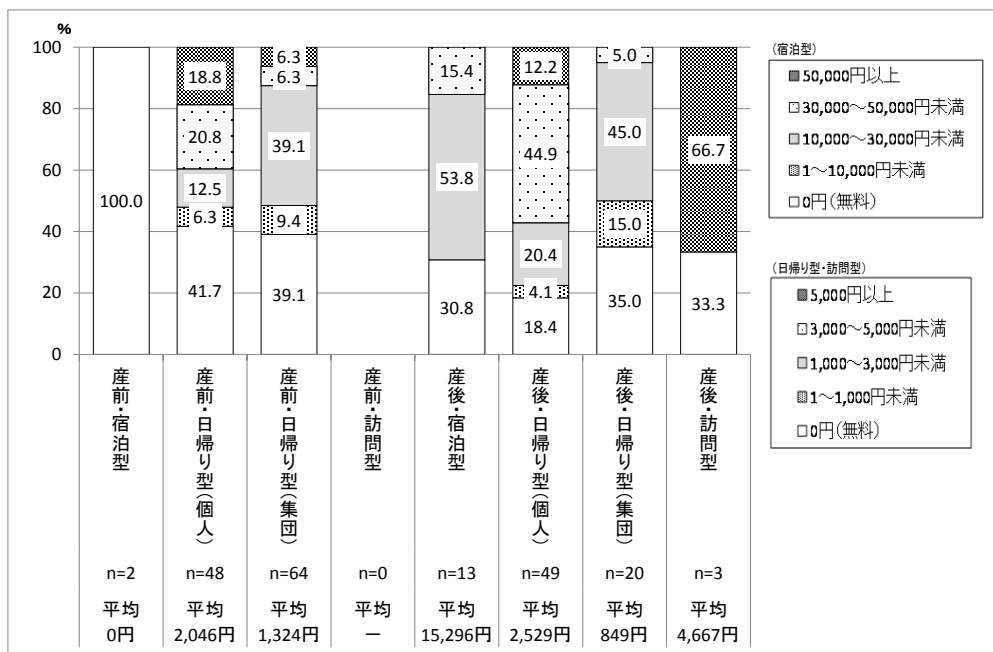 %
100
80
60
40
20
0
100.0
18.8
20.8
12.5
6.3
41.7
6.3
6.3
39.1
9.4
39.1
15.4
53.8
30.8
12.2
44.9
20.4
4.1
18.4
5.0
45.0
15.0
35.0
66.7
33.3
産前・宿泊型
産前・日帰り型(個人)
産前・日帰り型(集団)
産前・訪問型
産後・宿泊型
産後・日帰り型(個人)
産後・日帰り型(集団)
産後・訪問型
n=2 n=48 n=64 n=0 n=13 n=49 n=20 n=3
平均 平均 平均 平均 平均 平均 平均 平均
0円 2,046円 1,324円 － 15,296円 2,529円 849円 4,667円
(宿泊型)
50,000円以上
30,000～50,000円未満
10,000～30,000円未満
1～10,000円未満
0円(無料)
(日帰り型・訪問型)
5,000円以上
3,000～5,000円未満
1,000～3,000円未満
1～1,000円未満
0円(無料)